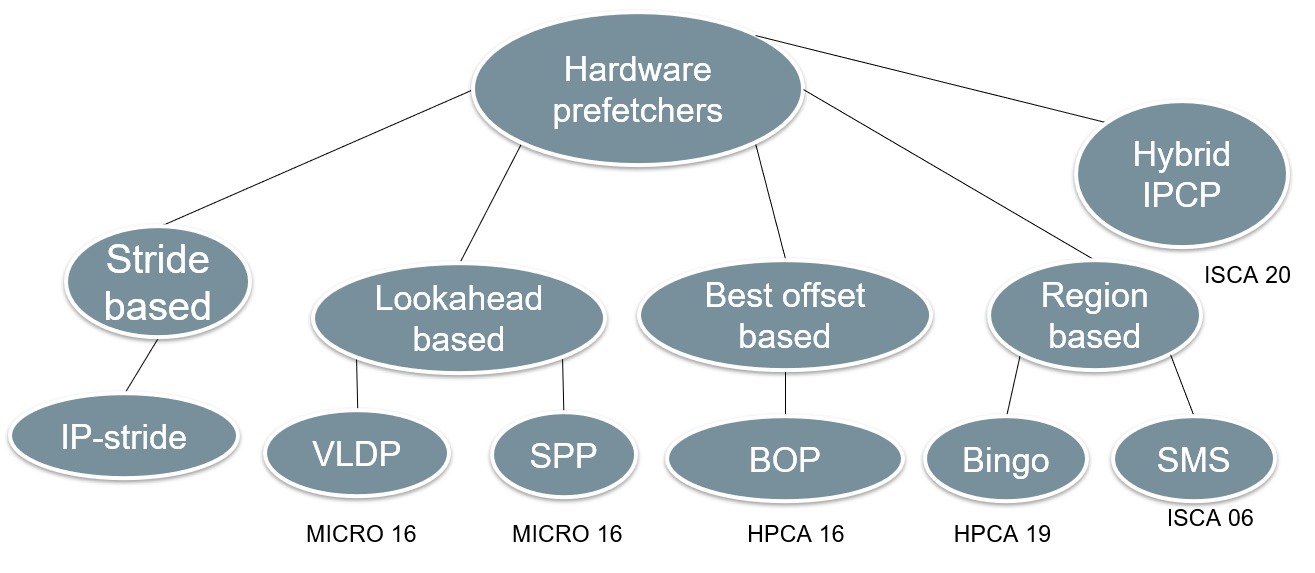 Hardware
prefetchers
Hybrid
IPCP
ISCA 20
Stride
based
Lookahead
based
Best offset
based
Region
based
IP-stride
VLDP
SPP
BOP
Bingo
SMS
MICRO 16
MICRO 16
HPCA 16
HPCA 19
ISCA 06